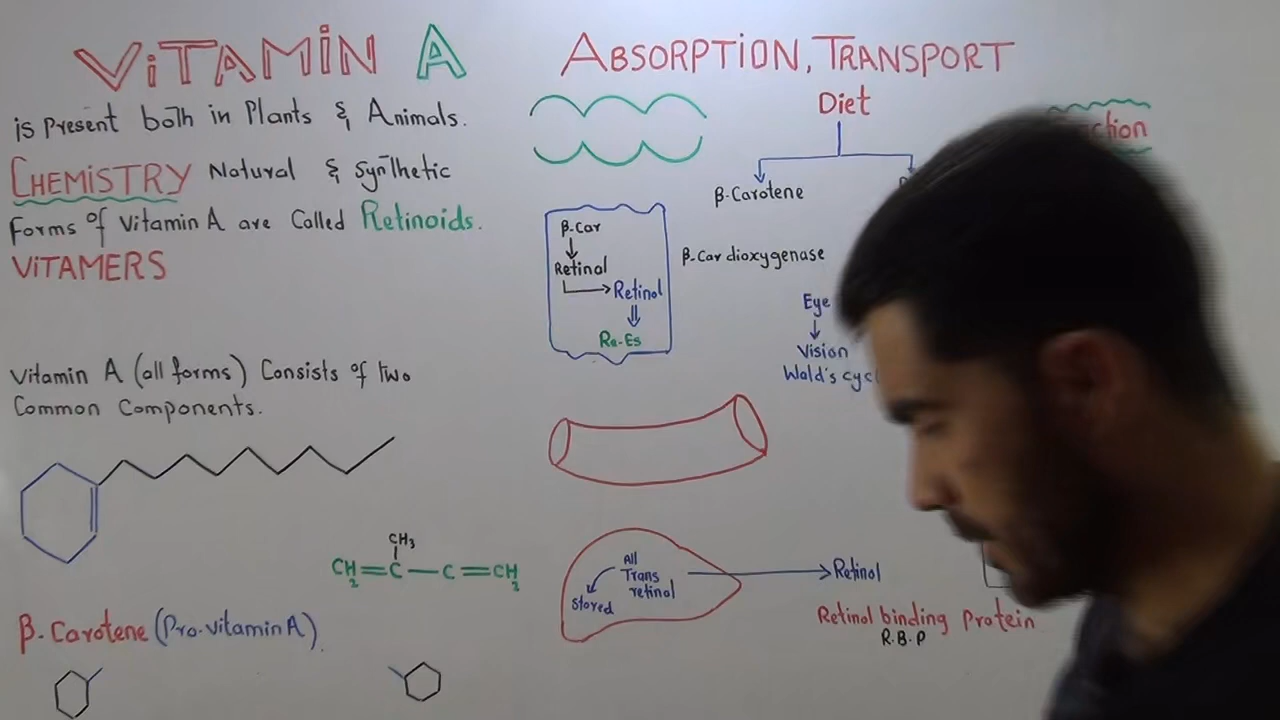 VITAMIN A
is Present both in Plants & Animals.
CHEMISTRY Natural & Synthetic
forms of Vitamin A are Called Retinoids.
VITAMERS
Vitamin A (all forms) Consists of Two
Common Components.
CH3
CH2=C—C=CH2
β-Carotene (Pro-vitamin A).
ABSORPTION, TRANSPORT
Diet
β-Carotene
β-Car
Retinal
Retinol
Re-Es
β-Car dioxygenase
Eye
Vision
Wald's
All
Trans
retinol
Stored
Retinol
Retinol binding Protein
R.B.P